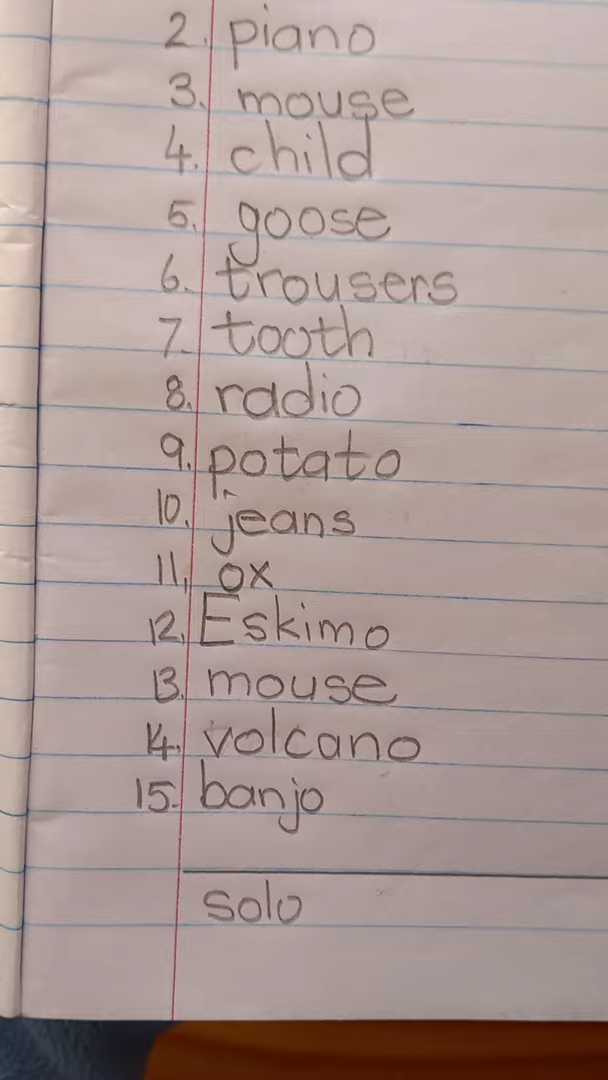 2. piano
3. mouse
4. child
5. goose
6. trousers
7. tooth
8. radio
9. potato
10. jeans
11. ox
12. Eskimo
13. mouse
14. volcano
15. banjo
solo